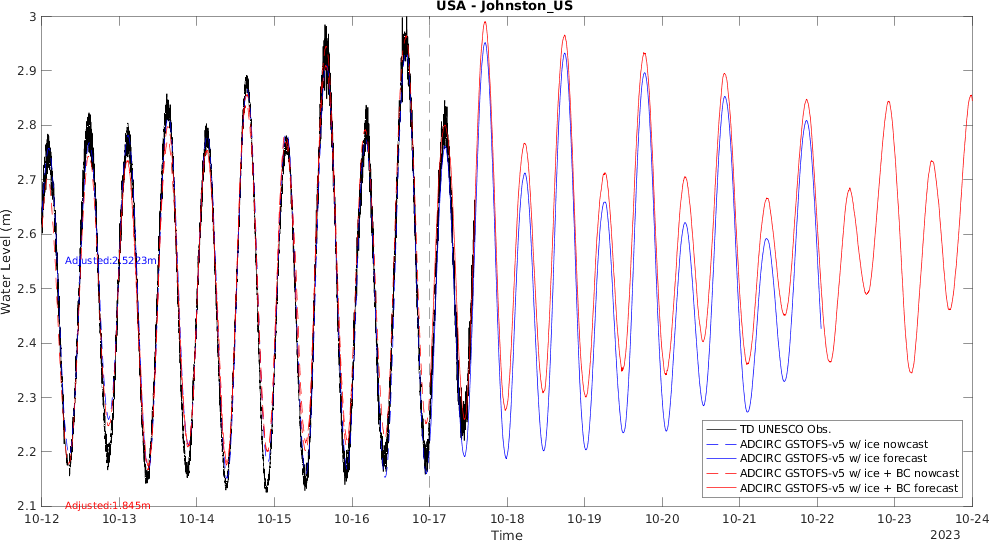 USA - Johnston_US
3
2.9
2.8
2.7
2.6
2.5
2.4
2.3
2.2
2.1
Water Level (m)
Adjusted:2.5223m
Adjusted:1.845m
TD UNESCO Obs.
ADCIRC GSTOFS-v5 w/ ice nowcast
ADCIRC GSTOFS-v5 w/ ice forecast
ADCIRC GSTOFS-v5 w/ ice + BC nowcast
ADCIRC GSTOFS-v5 w/ ice + BC forecast
10-12 10-13 10-14 10-15 10-16 10-17 10-18 10-19 10-20 10-21 10-22 10-23 10-24
Time
2023